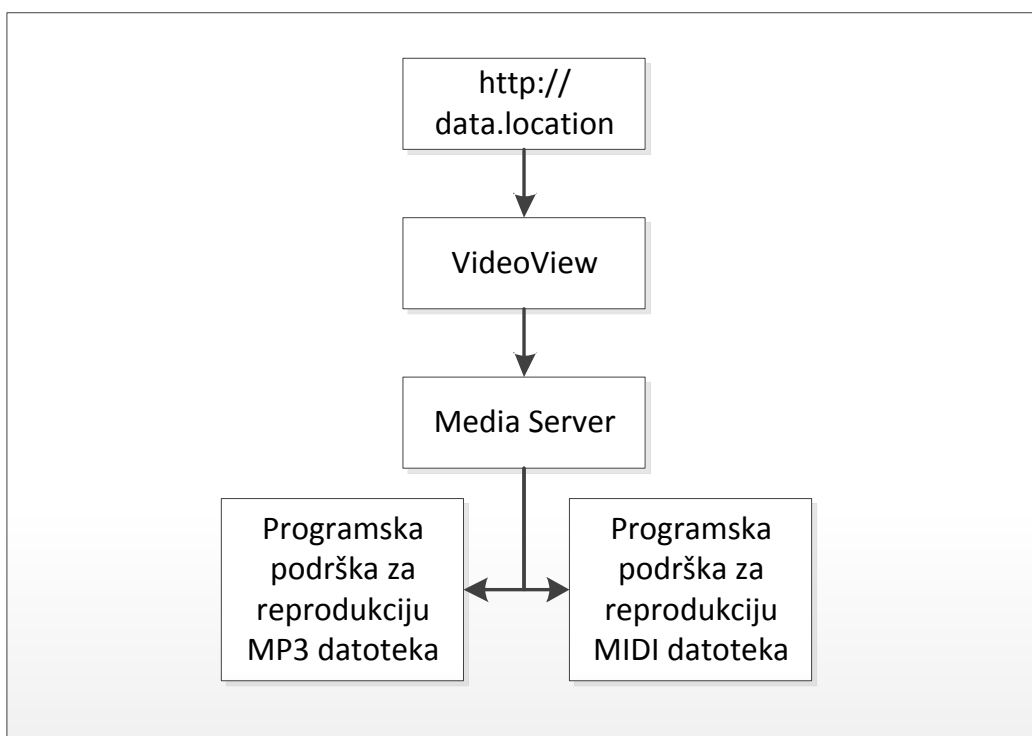 http://
data.location
VideoView
Media Server
Programska
podrška za
reprodukciju
MP3 datoteka
Programska
podrška za
reprodukciju
MIDI datoteka